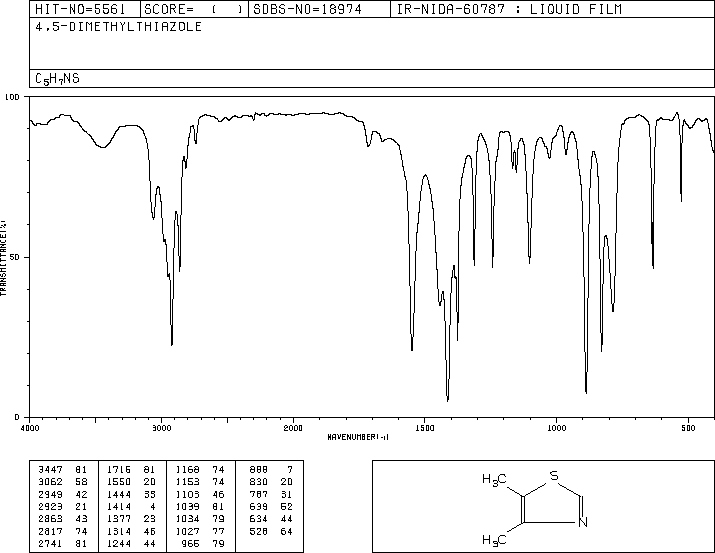 HIT-NO=5561 SCORE= ( ) SDBS-NO=18974 IR-NIDA-60787 : LIQUID FILM
4,5-DIMETHYLTHIAZOLE
C5H7NS
100
50
0
TRANSMITTANCE(%)
4000 3000 2000 1500 1000 500
WAVENUMBER(-1)
3447 81 1716 81 1168 74 888 7
3062 58 1550 20 1153 74 830 20
2949 42 1444 35 1103 46 787 31
2923 21 1414 4 1039 81 639 52
2863 43 1377 23 1034 79 634 44
2817 74 1314 46 1027 77 528 64
2741 81 1244 44 966 79
H3C S
H3C N